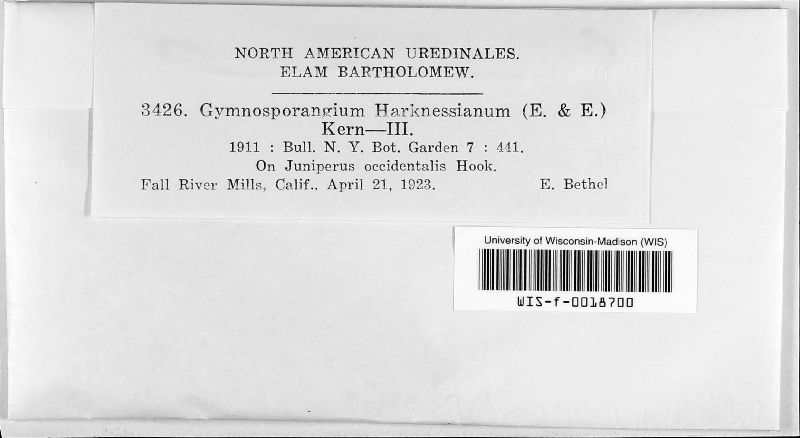 NORTH AMERICAN UREDINALES.
ELAM BARTHOLOMEW.
3426. Gymnosporangium Harknessianum (E. & E.)
Kern—III.
1911 : Bull. N. Y. Bot. Garden 7 : 441.
On Juniperus occidentalis Hook.
Fall River Mills, Calif., April 21, 1923. E. Bethel
University of Wisconsin-Madison (WIS)
WIS-f-0018700